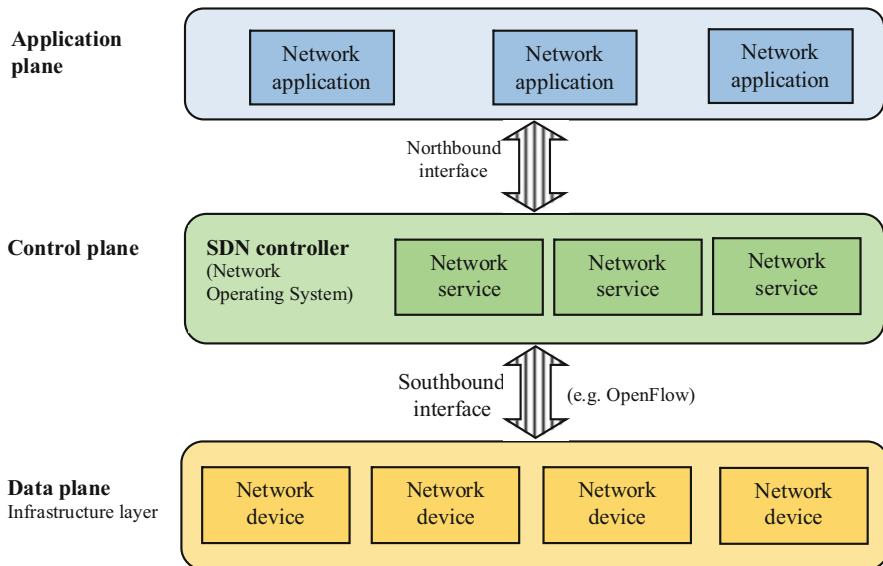 Application
plane
Network
application
Network
application
Network
application
Northbound
interface
Control plane
SDN controller
(Network
Operating System)
Network
service
Network
service
Network
service
Southbound
interface
(e.g. OpenFlow)
Data plane
Infrastructure layer
Network
device
Network
device
Network
device
Network
device